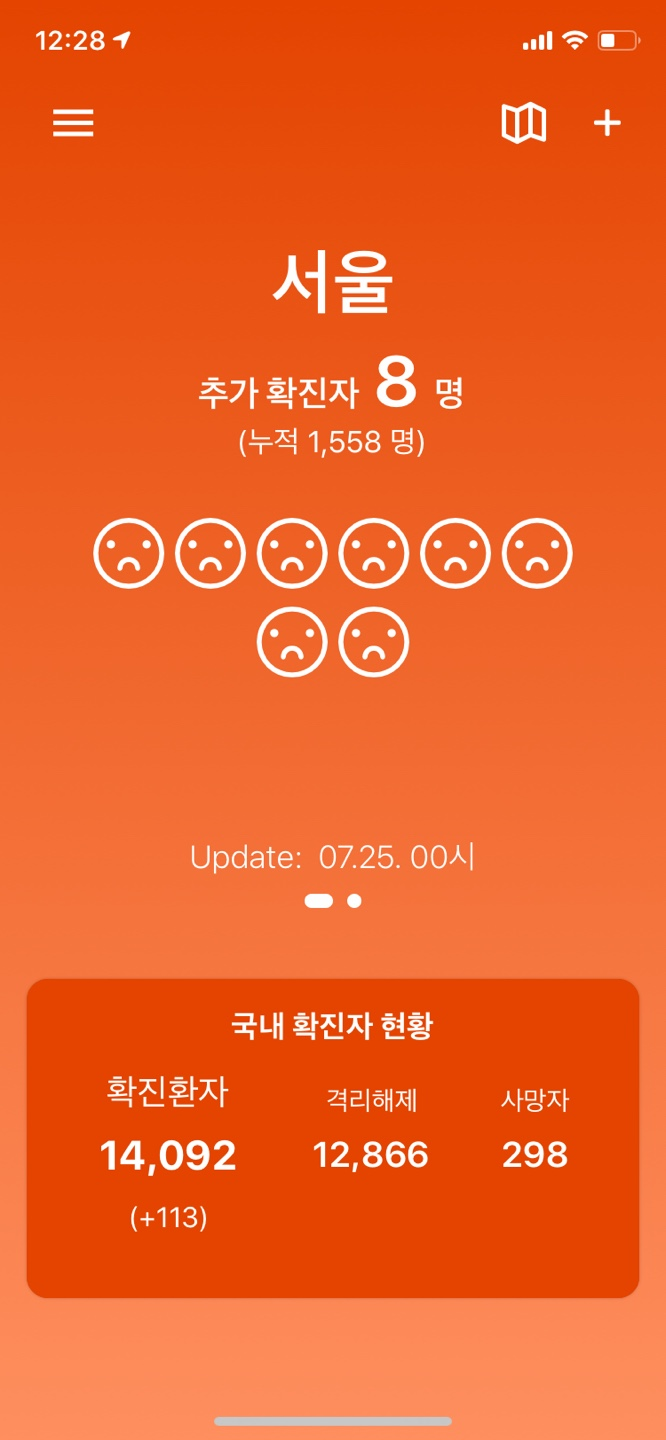 12:28
서울
추가 확진자 8 명
(누적 1,558 명)
Update: 07.25. 00시
국내 확진자 현황
확진환자 격리해제 사망자
14,092 12,866 298
(+113)